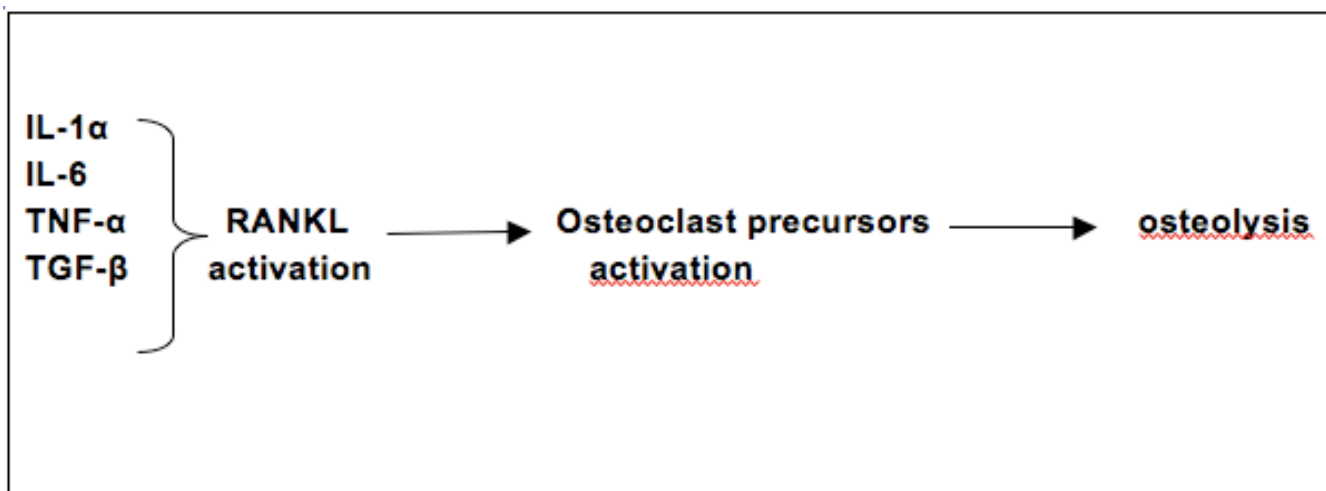 IL-1α
IL-6
TNF-α
TGF-β
RANKL
activation
Osteoclast precursors
activation
osteolysis